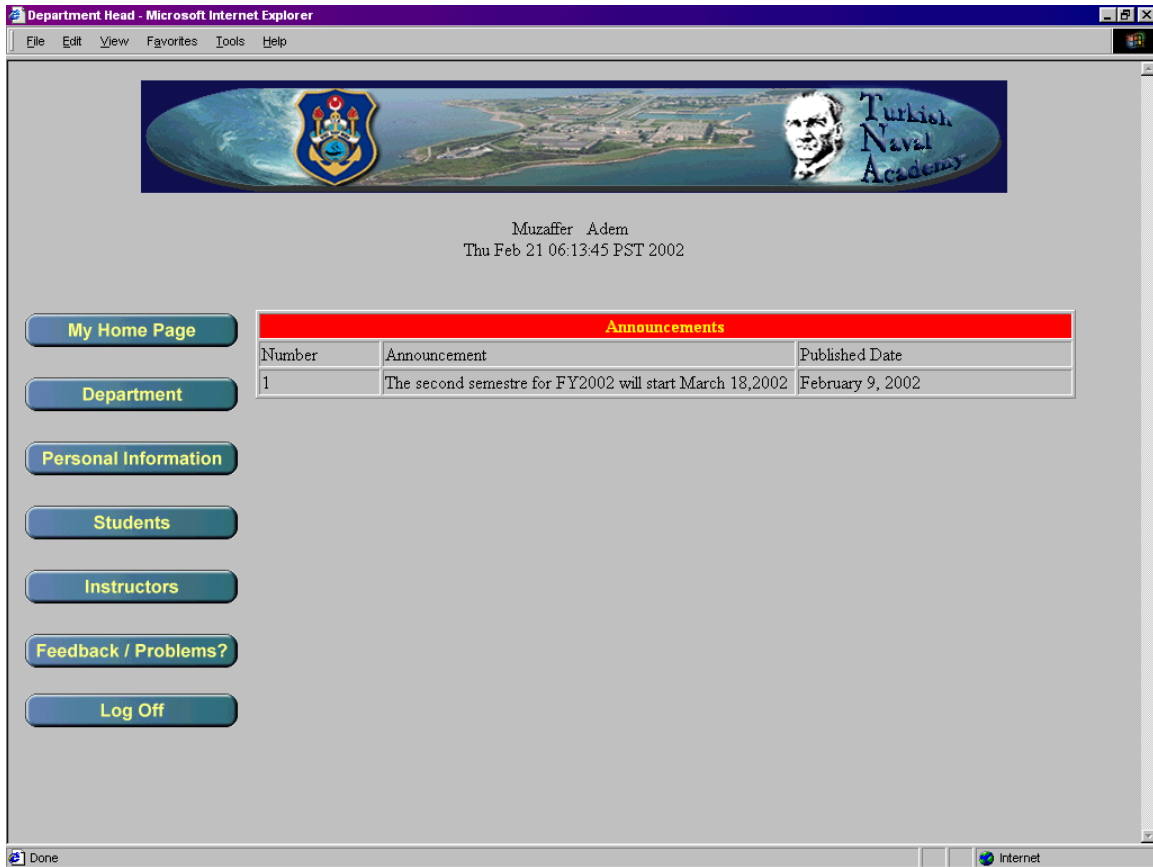 Department Head - Microsoft Internet Explorer
File Edit View Favorites Tools Help
Turkish
Naval
Academy
Muzaffer Adem
Thu Feb 21 06:13:45 PST 2002
My Home Page
Department
Personal Information
Students
Instructors
Feedback / Problems?
Log Off
Announcements
Number Announcement Published Date
1 The second semestre for FY2002 will start March 18,2002 February 9, 2002
Done Internet